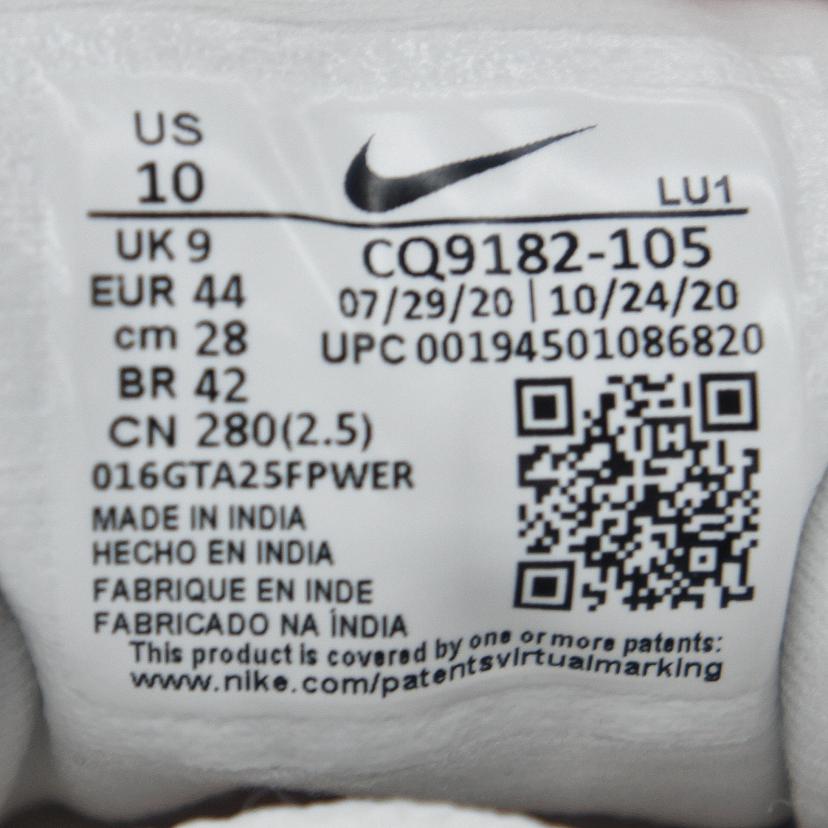 US
10
LU1
UK 9
CQ9182-105
EUR 44
07/29/20 | 10/24/20
cm 28
UPC 00194501086820
BR 42
CN 280(2.5)
016GTA25FPWER
MADE IN INDIA
HECHO EN INDIA
FABRIQUE EN INDE
FABRICADO NA ÍNDIA
This product is covered by one or more patents:
www.nike.com/patentsvirtualmarking